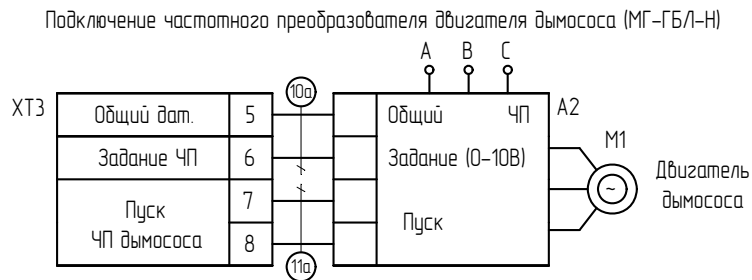 Подключение частотного преобразователя двигателя дымососа (МГ-ГБЛ-Н)
A B C
10а
XT3 Общий дат. 5 Общий ЧП A2
M1
Задание ЧП 6 Задание (0-10В)
Двигатель
дымососа
~
7
Пуск
ЧП дымососа
Пуск
8
11а